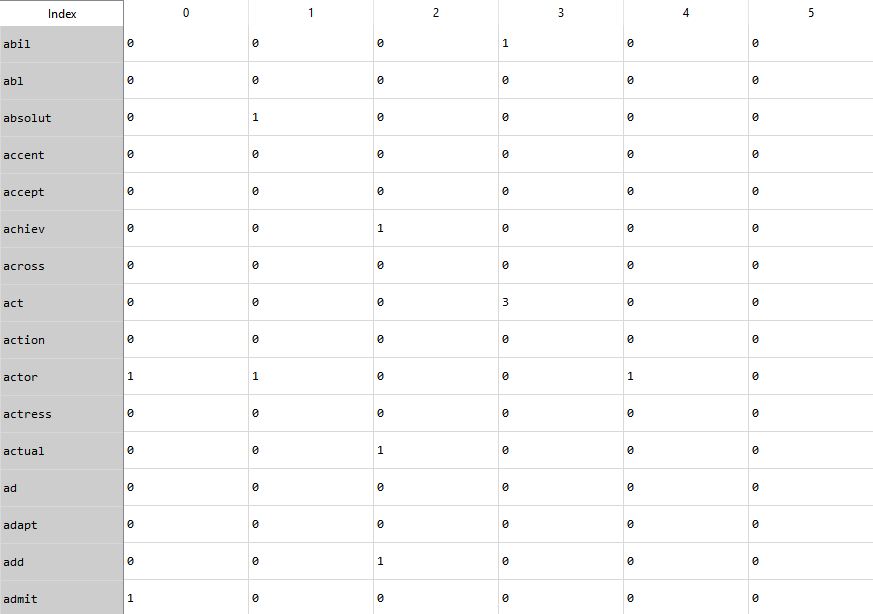 Index 0 1 2 3 4 5
abil 0 0 0 1 0 0
abl 0 0 0 0 0 0
absolut 0 1 0 0 0 0
accent 0 0 0 0 0 0
accept 0 0 0 0 0 0
achiev 0 0 1 0 0 0
across 0 0 0 0 0 0
act 0 0 0 3 0 0
action 0 0 0 0 0 0
actor 1 1 0 0 1 0
actress 0 0 0 0 0 0
actual 0 0 1 0 0 0
ad 0 0 0 0 0 0
adapt 0 0 0 0 0 0
add 0 0 1 0 0 0
admit 1 0 0 0 0 0